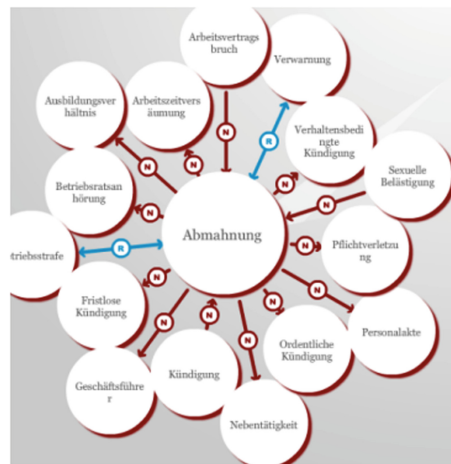 Arbeitsvertrags
bruch
Verwarnung
Ausbildungsver
hältnis
Arbeitszeitvers
äumung
N
R
Verhaltensbedi
ngte
Kündigung
N
N
N
Sexuelle
Belästigung
Betriebsratsan
hörung
N
N
Abmahnung
triebsstrafe
R
N
Pflichtverletzu
ng
Fristlose
Kündigung
N
N
N
N
N
N
N
Personalakte
Ordentliche
Kündigung
Kündigung
Geschäftsführe
r
Nebentätigkeit